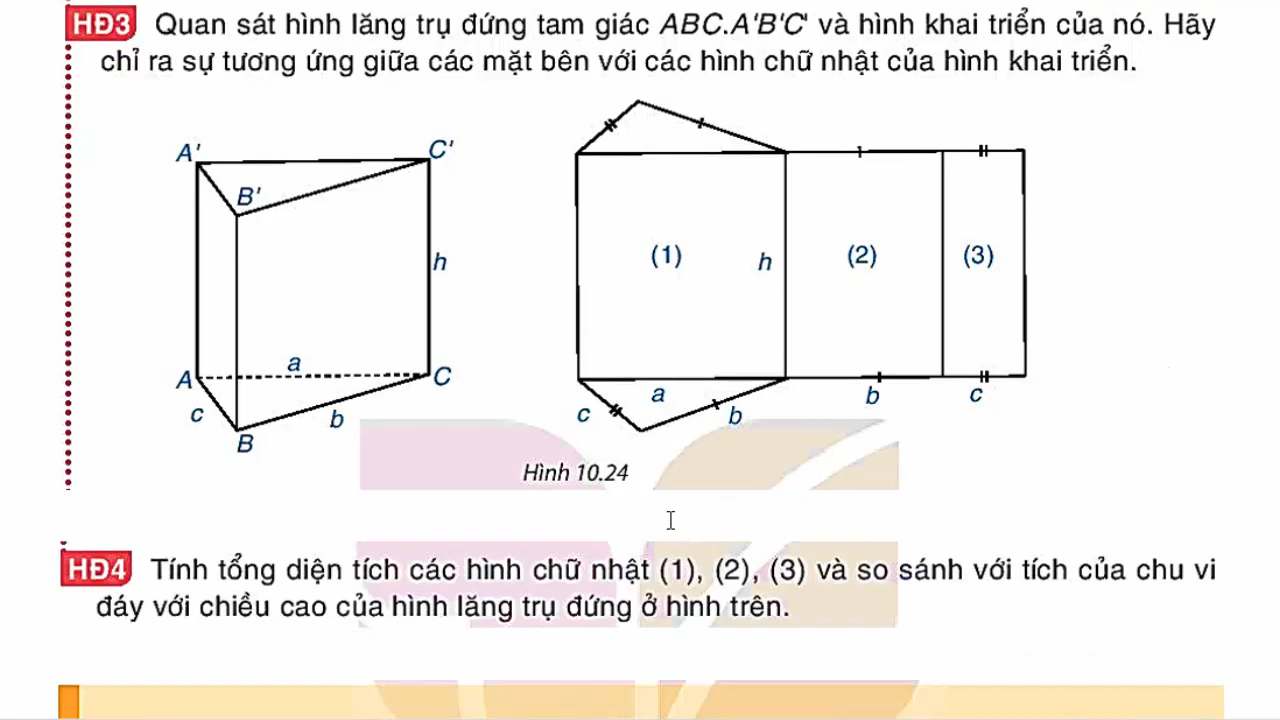 HĐ3 Quan sát hình lăng trụ đứng tam giác ABC.A'B'C' và hình khai triển của nó. Hãy
chỉ ra sự tương ứng giữa các mặt bên với các hình chữ nhật của hình khai triển.
A'
C'
B'
h
a
A
C
c
b
B
(1)
h
(2)
(3)
a
b
c
c
b
Hình 10.24
HĐ4 Tính tổng diện tích các hình chữ nhật (1), (2), (3) và so sánh với tích của chu vi
đáy với chiều cao của hình lăng trụ đứng ở hình trên.